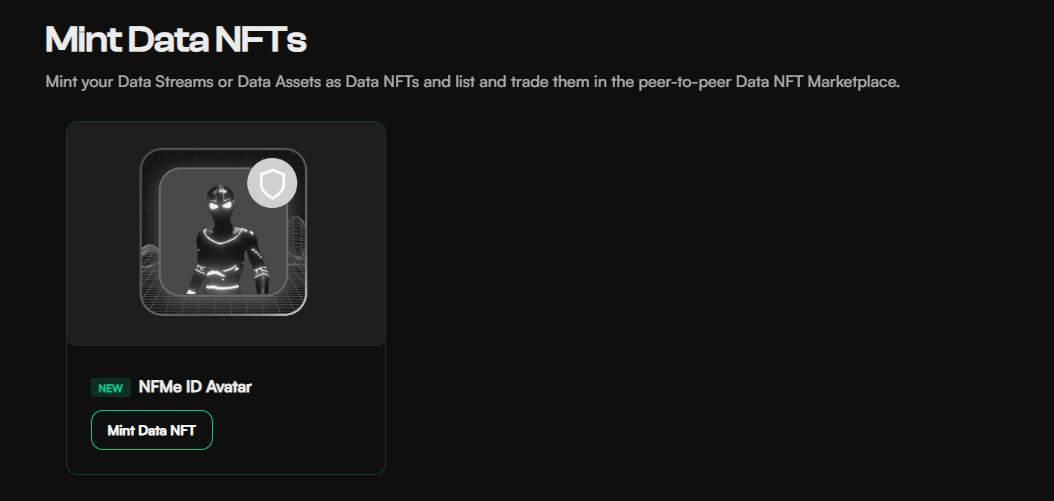 Mint Data NFTs
Mint your Data Streams or Data Assets as Data NFTs and list and trade them in the peer-to-peer Data NFT Marketplace.
NEW NFMe ID Avatar
Mint Data NFT